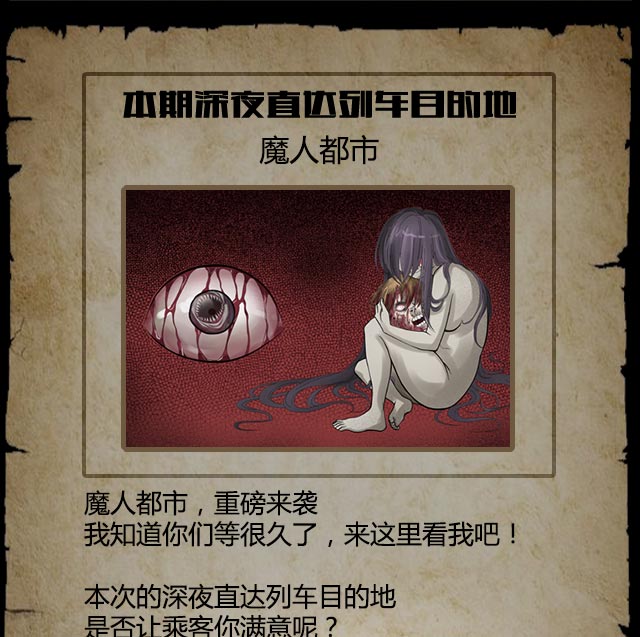 本期深夜直达列车目的地
魔人都市
魔人都市，重磅来袭
我知道你们等很久了，来这里看我吧！
本次的深夜直达列车目的地
是否让乘客你满意呢？